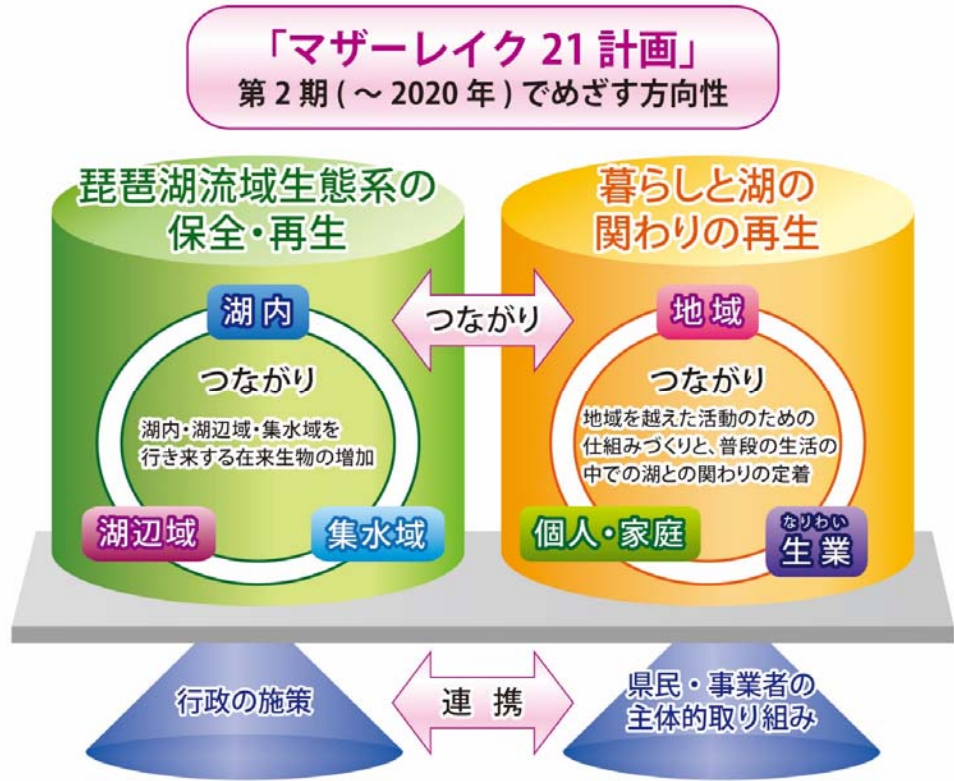 「マザーレイク 21 計画」
第 2 期 ( ～ 2020 年 ) でめざす方向性
琵琶湖流域生態系の
保全・再生
湖内
つながり
湖内・湖辺域・集水域を
行き来する在来生物の増加
湖辺域
集水域
つながり
暮らしと湖の
関わりの再生
地域
つながり
地域を越えた活動のための
仕組みづくりと、普段の生活の
中での湖との関わりの定着
個人・家庭
なりわい
生業
行政の施策
連携
県民・事業者の
主体的取り組み